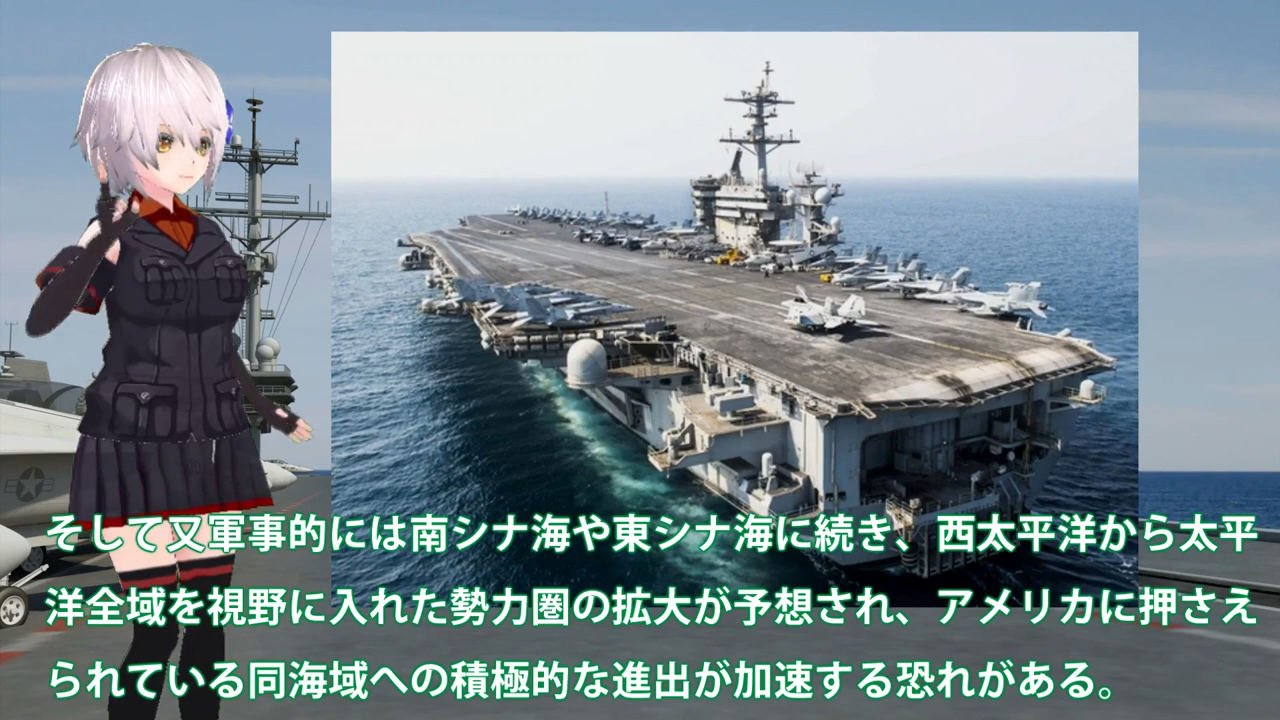 そして又軍事的には南シナ海や東シナ海に続き、西太平洋から太平
洋全域を視野に入れた勢力圏の拡大が予想され、アメリカに押さえ
られている同海域への積極的な進出が加速する恐れがある。